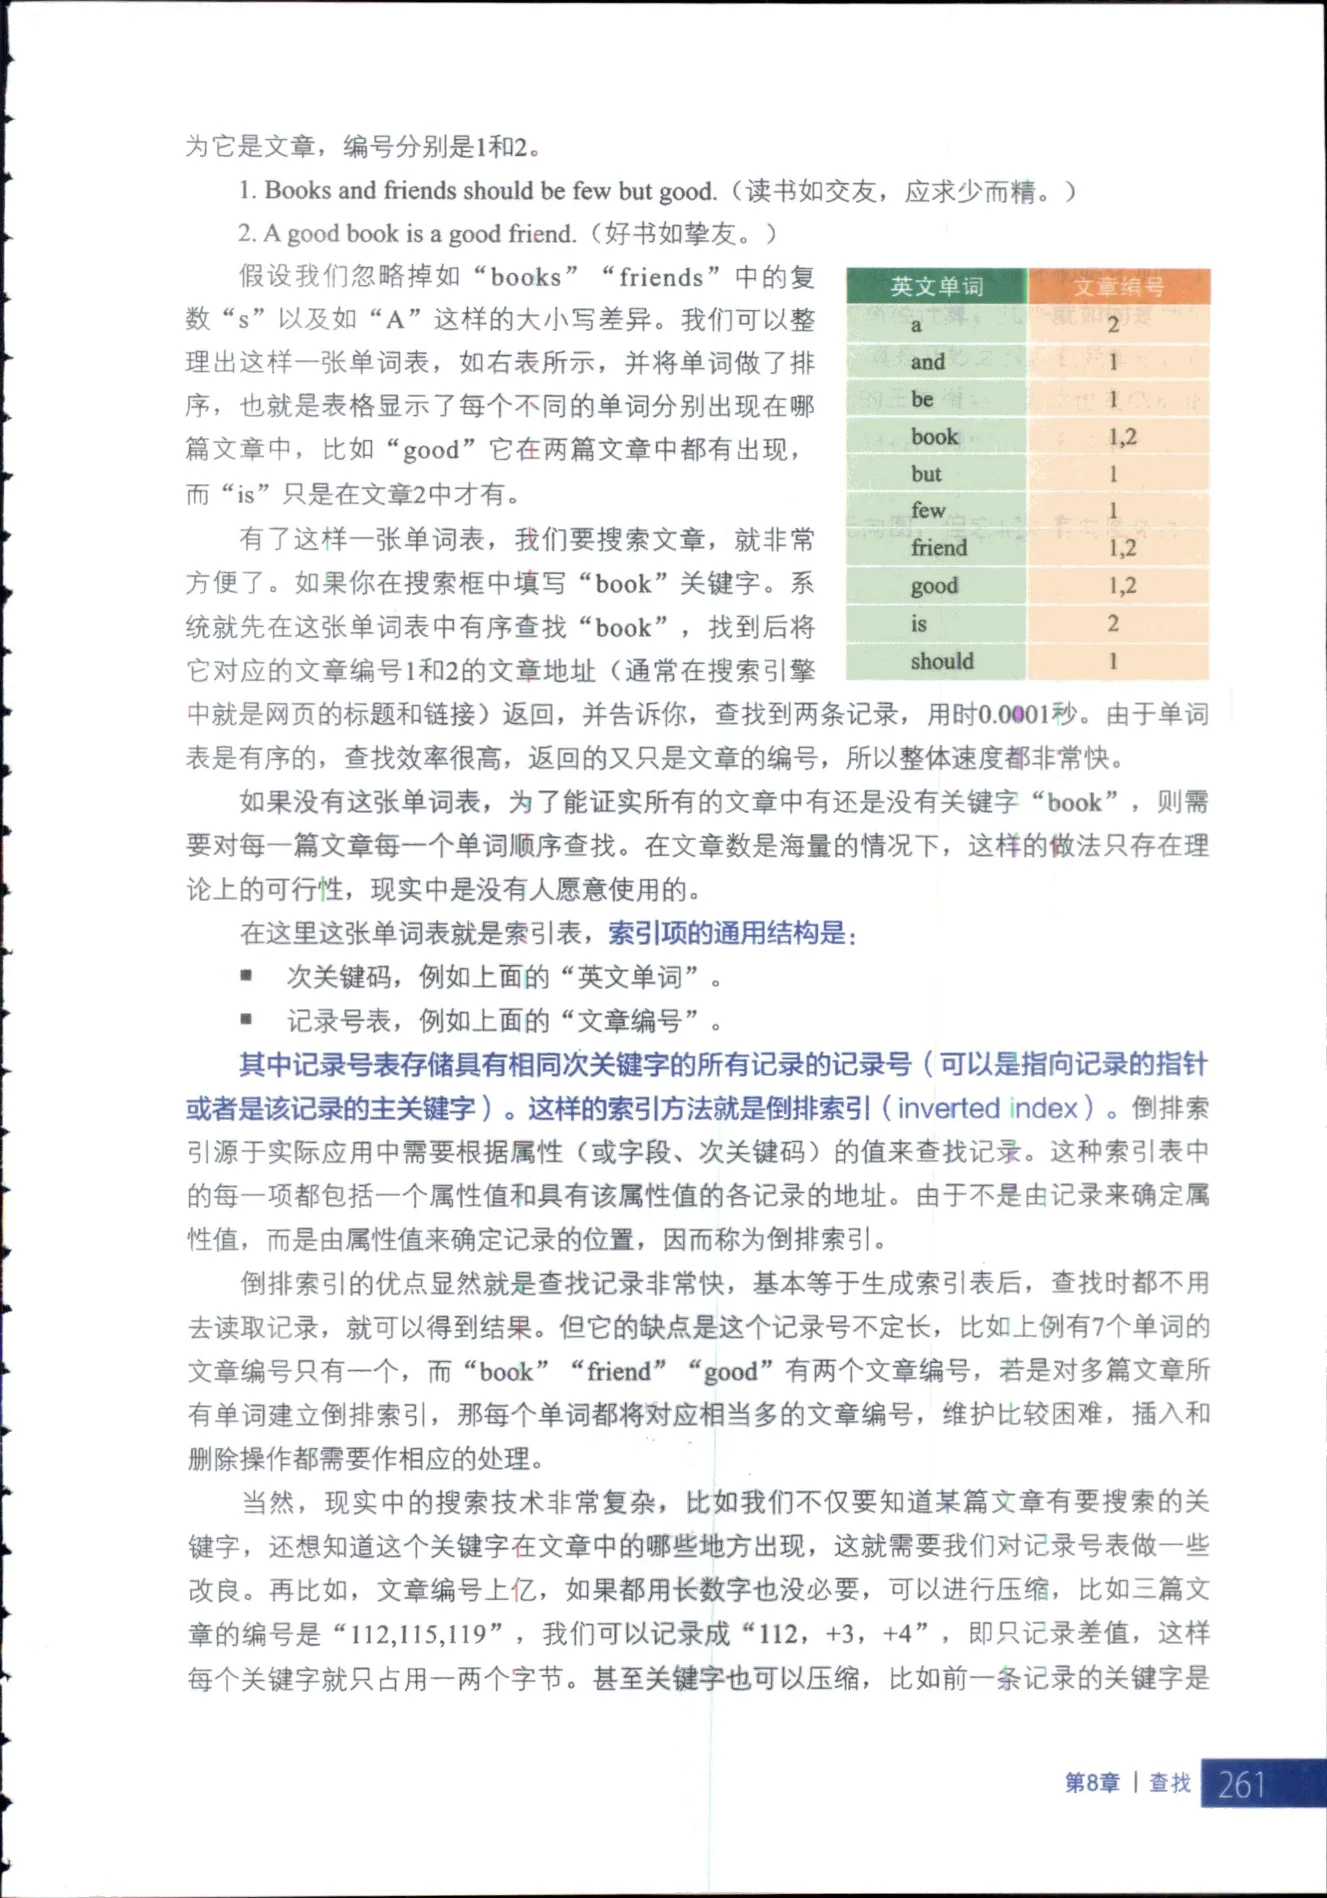 为它是文章，编号分别是1和2。
1. Books and friends should be few but good.（读书如交友，应求少而精。）
2. A good book is a good friend.（好书如挚友。）
假设我们忽略掉如“books”“friends”中的复
数“s”以及如“A”这样的大小写差异。我们可以整
理出这样一张单词表，如右表所示，并将单词做了排
序，也就是表格显示了每个不同的单词分别出现在哪
篇文章中，比如“good”它在两篇文章中都有出现，
而“is”只是在文章2中才有。
英文单词 文章编号
a 2
and 1
be 1
book 1,2
but 1
few 1
friend 1,2
good 1,2
is 2
should 1
有了这样一张单词表，我们要搜索文章，就非常
方便了。如果你在搜索框中填写“book”关键字。系
统就先在这张单词表中有序查找“book”，找到后将
它对应的文章编号1和2的文章地址（通常在搜索引擎
中就是网页的标题和链接）返回，并告诉你，查找到两条记录，用时0.0001秒。由于单词
表是有序的，查找效率很高，返回的又只是文章的编号，所以整体速度都非常快。
如果没有这张单词表，为了能证实所有的文章中有还是没有关键字“book”，则需
要对每一篇文章每一个单词顺序查找。在文章数是海量的情况下，这样的做法只存在理
论上的可行性，现实中是没有人愿意使用的。
在这里这张单词表就是索引表，索引项的通用结构是：
■ 次关键码，例如上面的“英文单词”。
■ 记录号表，例如上面的“文章编号”。
其中记录号表存储具有相同次关键字的所有记录的记录号（可以是指向记录的指针
或者是该记录的主关键字）。这样的索引方法就是倒排索引（inverted index）。倒排索
引源于实际应用中需要根据属性（或字段、次关键码）的值来查找记录。这种索引表中
的每一项都包括一个属性值和具有该属性值的各记录的地址。由于不是由记录来确定属
性值，而是由属性值来确定记录的位置，因而称为倒排索引。
倒排索引的优点显然就是查找记录非常快，基本等于生成索引表后，查找时都不用
去读取记录，就可以得到结果。但它的缺点是这个记录号不定长，比如上例有7个单词的
文章编号只有一个，而“book”“friend”“good”有两个文章编号，若是对多篇文章所
有单词建立倒排索引，那每个单词都将对应相当多的文章编号，维护比较困难，插入和
删除操作都需要作相应的处理。
当然，现实中的搜索技术非常复杂，比如我们不仅要知道某篇文章有要搜索的关
键字，还想知道这个关键字在文章中的哪些地方出现，这就需要我们对记录号表做一些
改良。再比如，文章编号上亿，如果都用长数字也没必要，可以进行压缩，比如三篇文
章的编号是“112,115,119”，我们可以记录成“112，+3，+4”，即只记录差值，这样
每个关键字就只占用一两个字节。甚至关键字也可以压缩，比如前一条记录的关键字是
第8章 | 查找 261